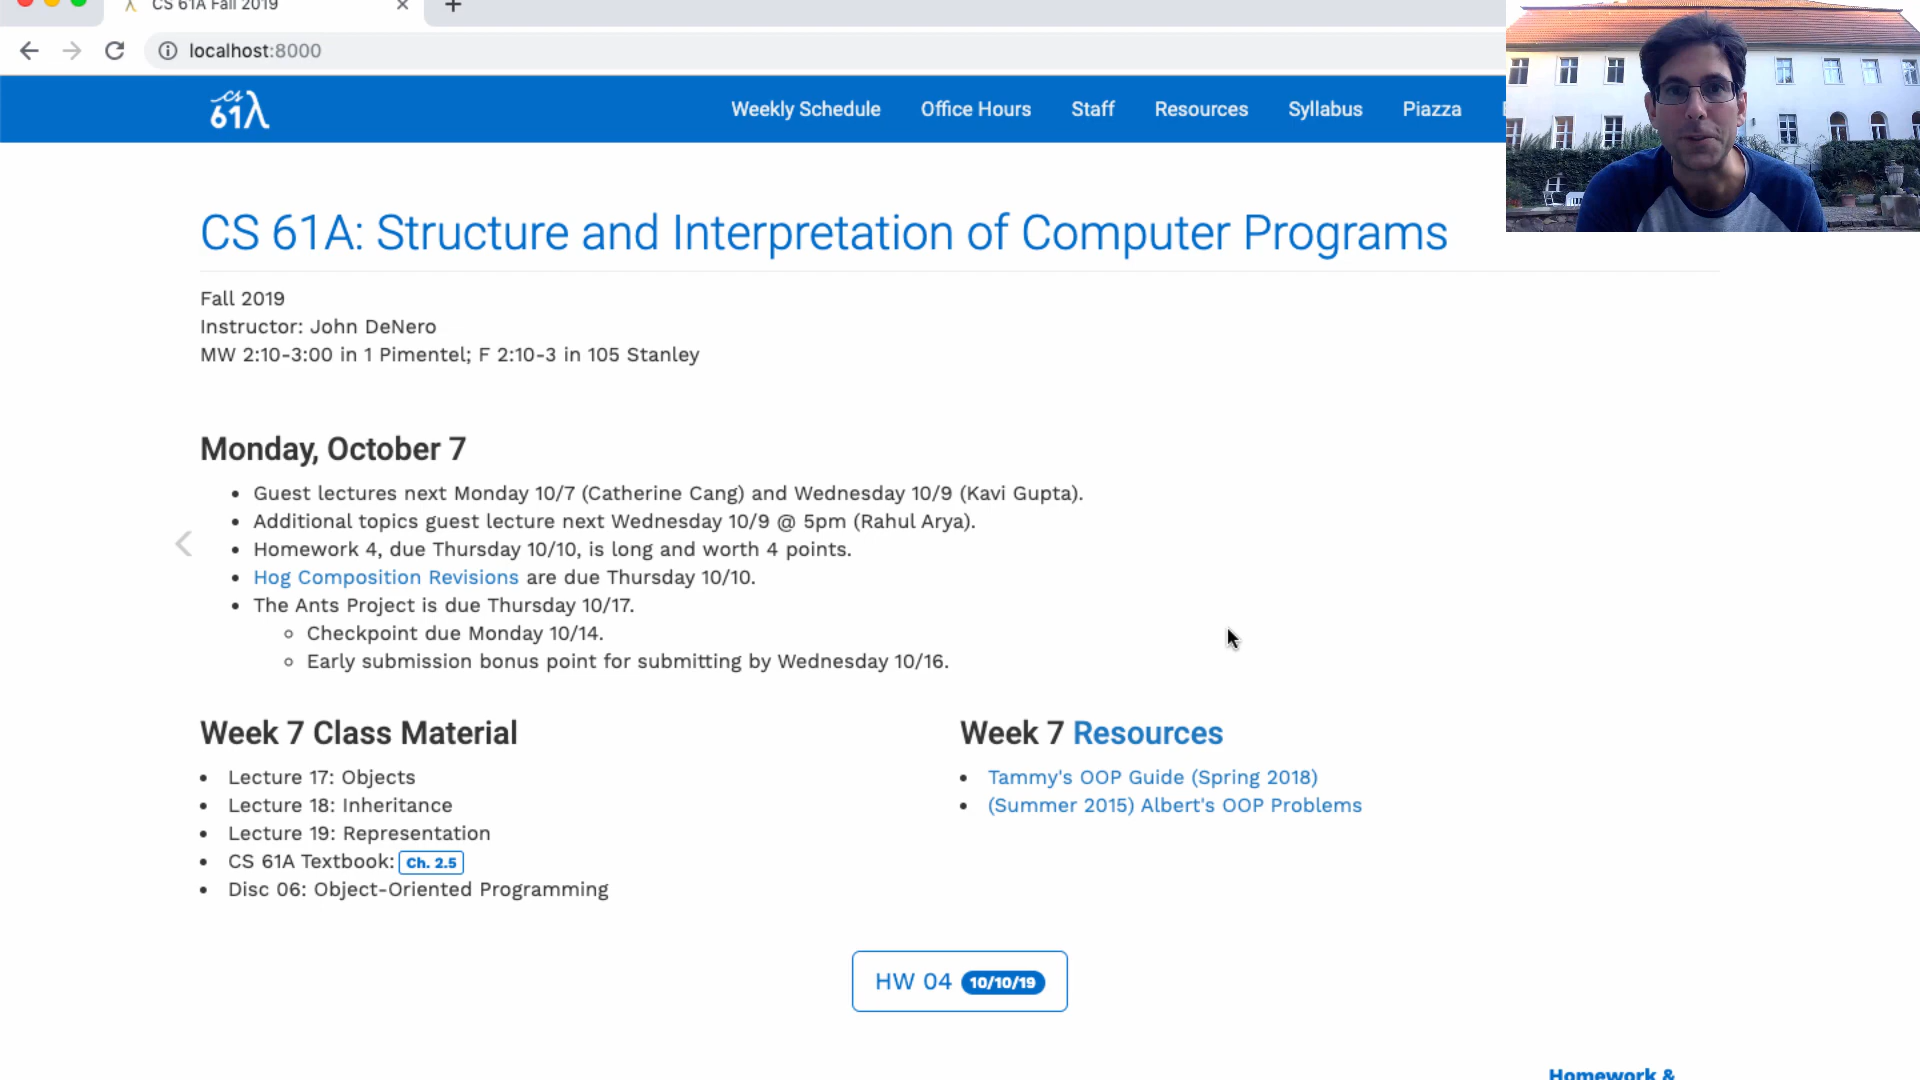 CS 61A Fall 2019
localhost:8000
cs
61λ
Weekly Schedule
Office Hours
Staff
Resources
Syllabus
Piazza
CS 61A: Structure and Interpretation of Computer Programs
Fall 2019
Instructor: John DeNero
MW 2:10-3:00 in 1 Pimentel; F 2:10-3 in 105 Stanley
Monday, October 7
Guest lectures next Monday 10/7 (Catherine Cang) and Wednesday 10/9 (Kavi Gupta).
Additional topics guest lecture next Wednesday 10/9 @ 5pm (Rahul Arya).
Homework 4, due Thursday 10/10, is long and worth 4 points.
Hog Composition Revisions are due Thursday 10/10.
The Ants Project is due Thursday 10/17.
Checkpoint due Monday 10/14.
Early submission bonus point for submitting by Wednesday 10/16.
Week 7 Class Material
Lecture 17: Objects
Lecture 18: Inheritance
Lecture 19: Representation
CS 61A Textbook: Ch. 2.5
Disc 06: Object-Oriented Programming
Week 7 Resources
Tammy's OOP Guide (Spring 2018)
(Summer 2015) Albert's OOP Problems
HW 04 10/10/19
Homework &